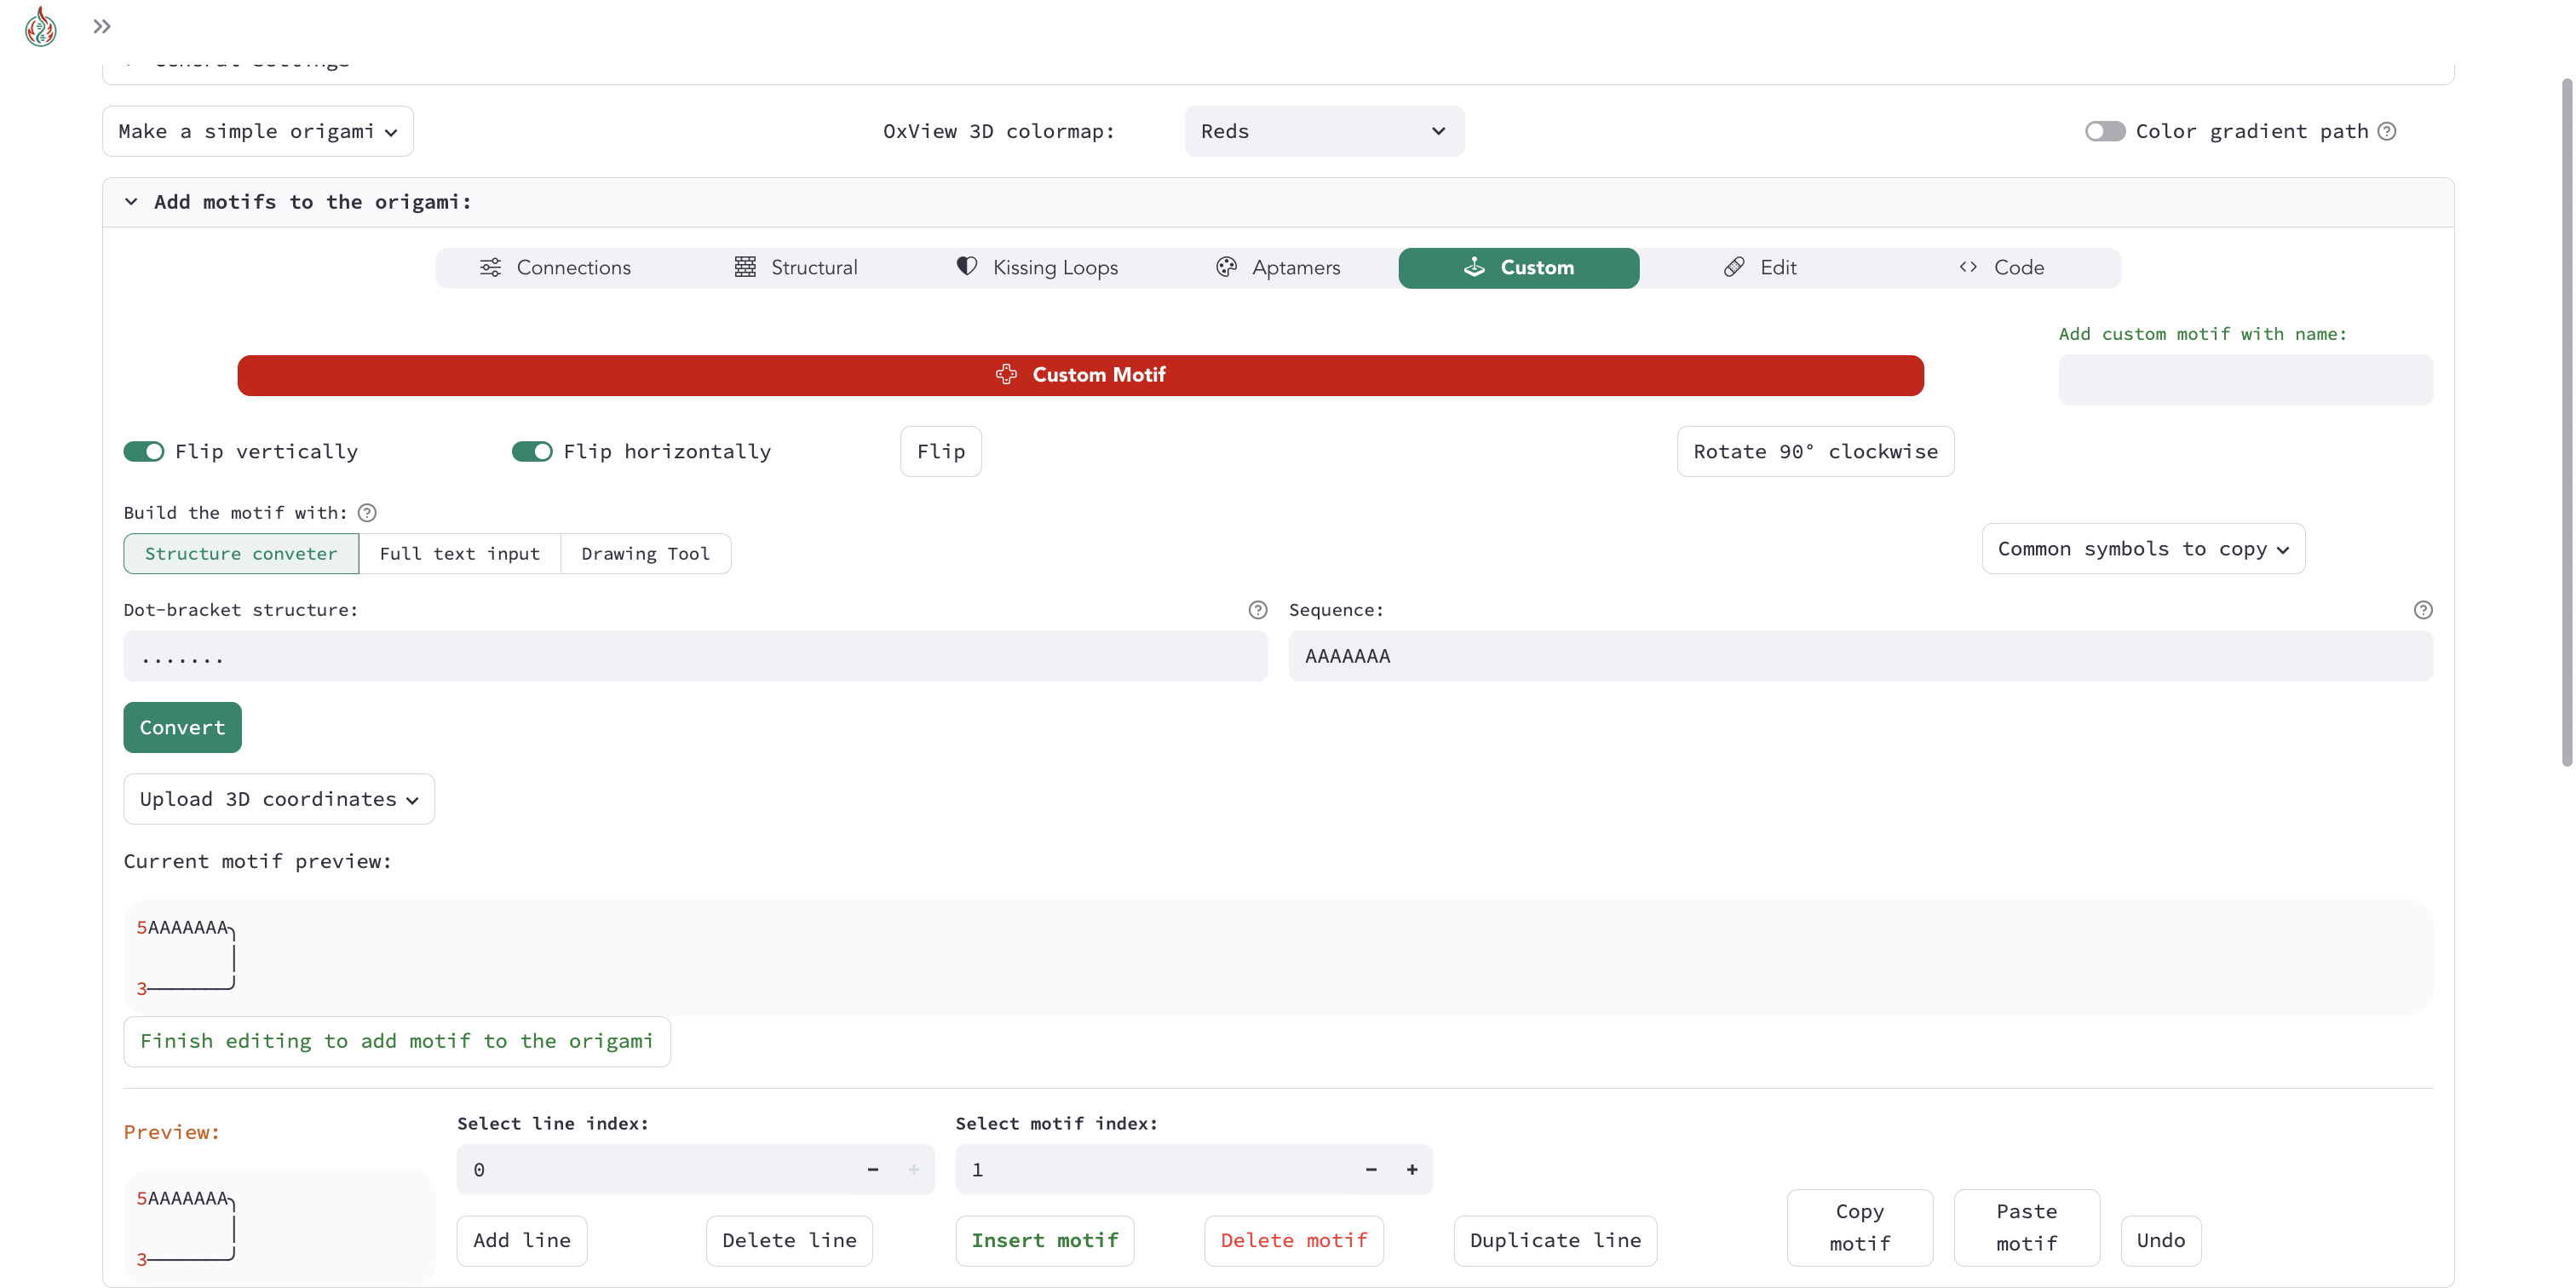 General Settings
Make a simple origami
OxView 3D colormap:
Reds
Color gradient path
Add motifs to the origami:
Connections
Structural
Kissing Loops
Aptamers
Custom
Edit
Code
Add custom motif with name:
Custom Motif
Flip vertically
Flip horizontally
Flip
Rotate 90° clockwise
Build the motif with:
Structure conveter
Full text input
Drawing Tool
Common symbols to copy
Dot-bracket structure:
Sequence:
.......
AAAAAAA
Convert
Upload 3D coordinates
Current motif preview:
5AAAAAAA╮
│
3───────╯
Finish editing to add motif to the origami
Preview:
Select line index:
Select motif index:
0
1
5AAAAAAA╮
│
3───────╯
Add line
Delete line
Insert motif
Delete motif
Duplicate line
Copy
motif
Paste
motif
Undo